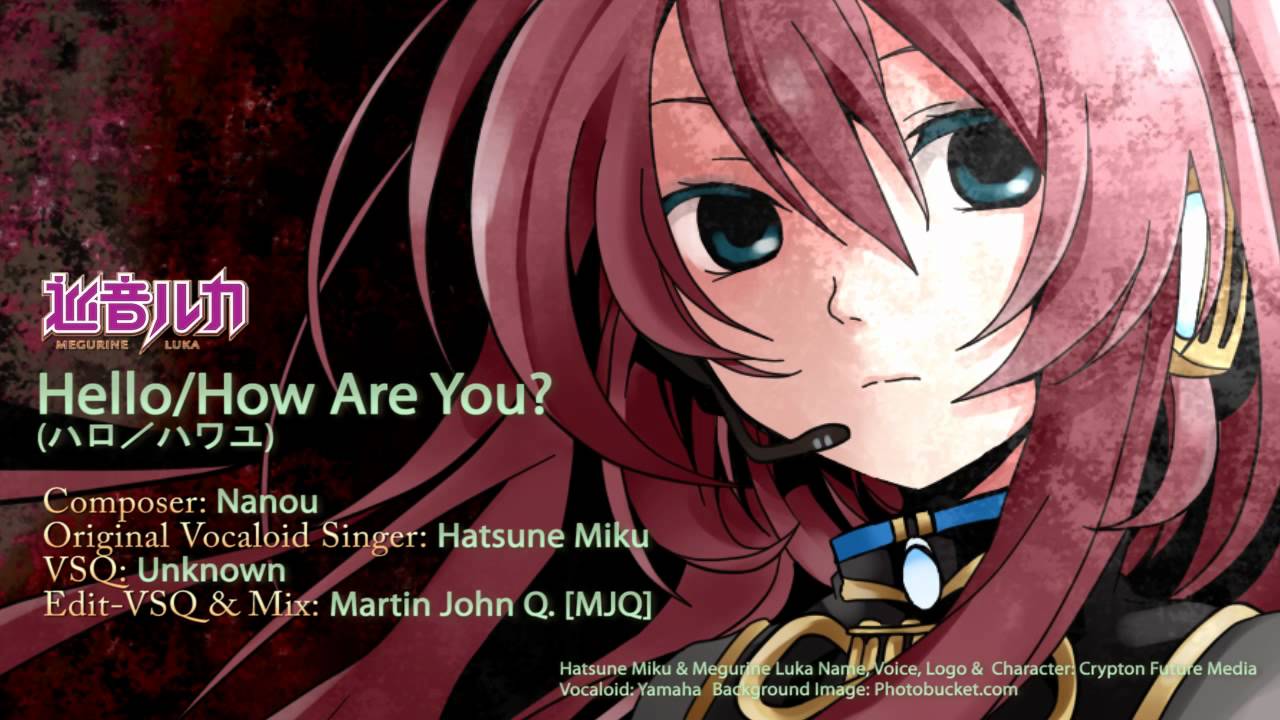 巡音ルカ
MEGURINE LUKA
Hello/How Are You?
(ハロ／ハワユ)
Composer: Nanou
Original Vocaloid Singer: Hatsune Miku
VSQ: Unknown
Edit-VSQ & Mix: Martin John Q. [MJQ]
Hatsune Miku & Megurine Luka Name, Voice, Logo & Character: Crypton Future Media
Vocaloid: Yamaha Background Image: Photobucket.com